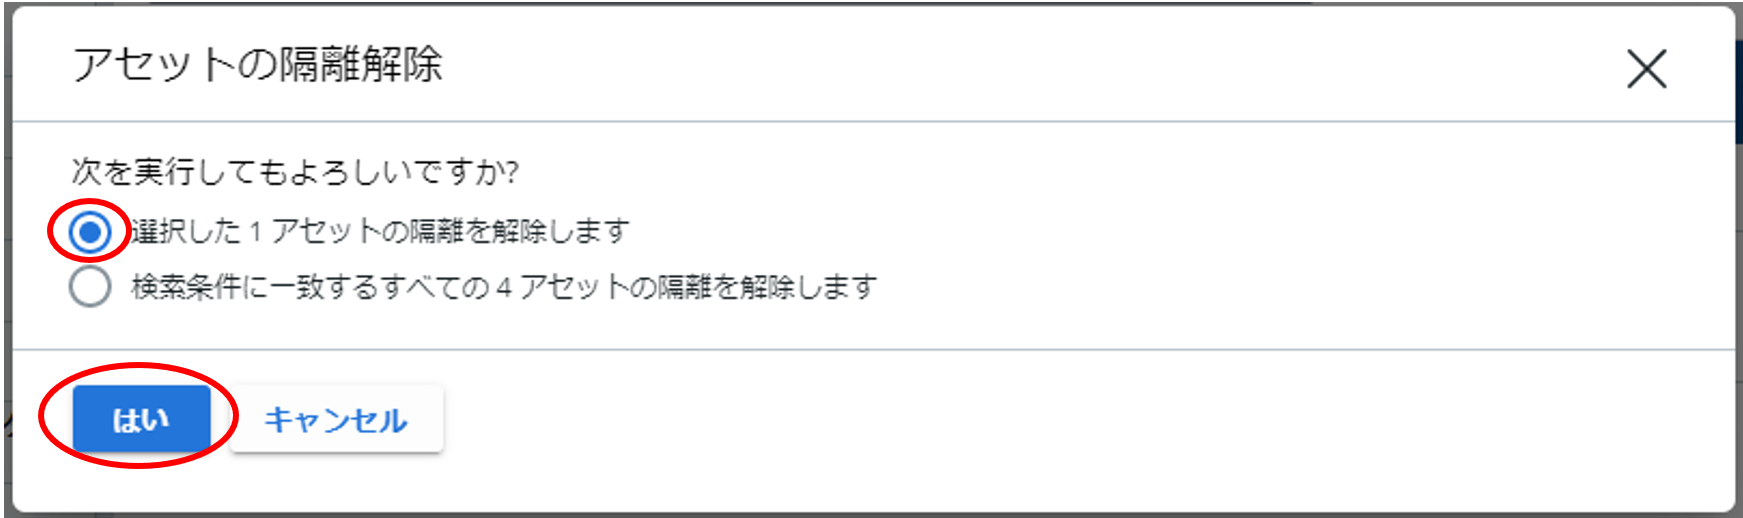 アセットの隔離解除
次を実行してもよろしいですか?
選択した 1 アセットの隔離を解除します
検索条件に一致するすべての 4 アセットの隔離を解除します
はい
キャンセル